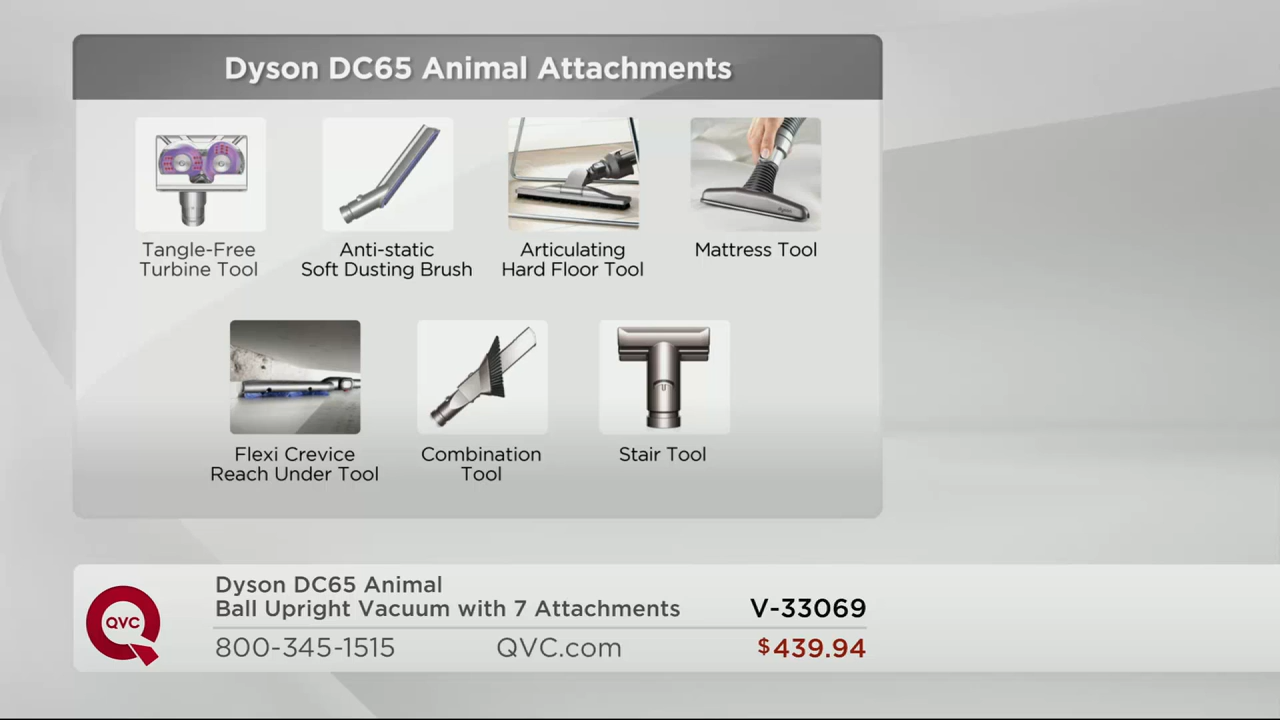 Dyson DC65 Animal Attachments
Tangle-Free
Turbine Tool
Anti-static
Soft Dusting Brush
Articulating
Hard Floor Tool
Mattress Tool
Flexi Crevice
Reach Under Tool
Combination
Tool
Stair Tool
QVC
Dyson DC65 Animal
Ball Upright Vacuum with 7 Attachments
V-33069
800-345-1515
QVC.com
$439.94